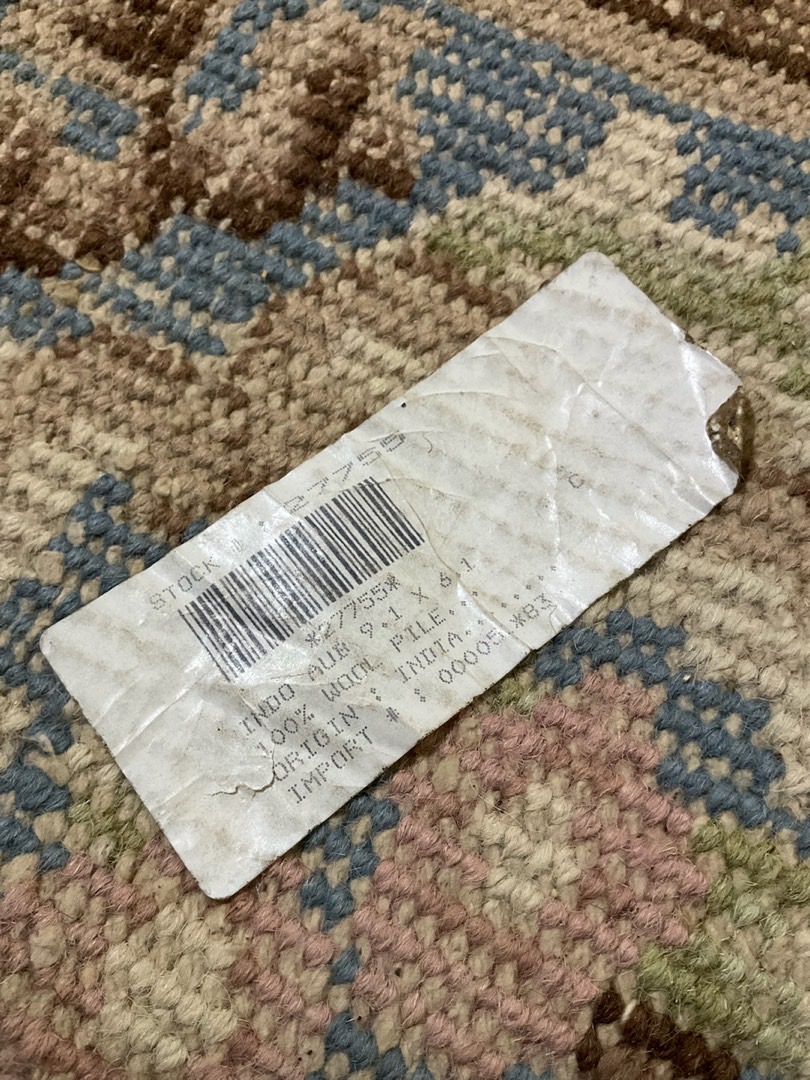 STOCK #: 27755
*27755*
INDO AUB 9.1 X 6.1
100% WOOL PILE
ORIGIN : INDIA
IMPORT # : 00005*83
C